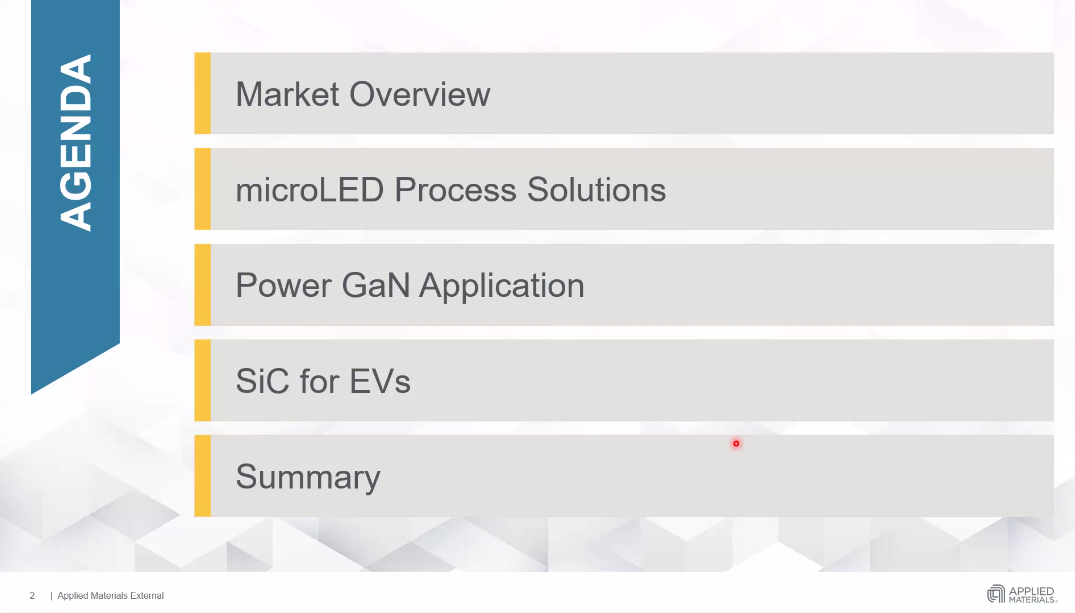 AGENDA
Market Overview
microLED Process Solutions
Power GaN Application
SiC for EVs
Summary
2 | Applied Materials External
APPLIED
MATERIALS